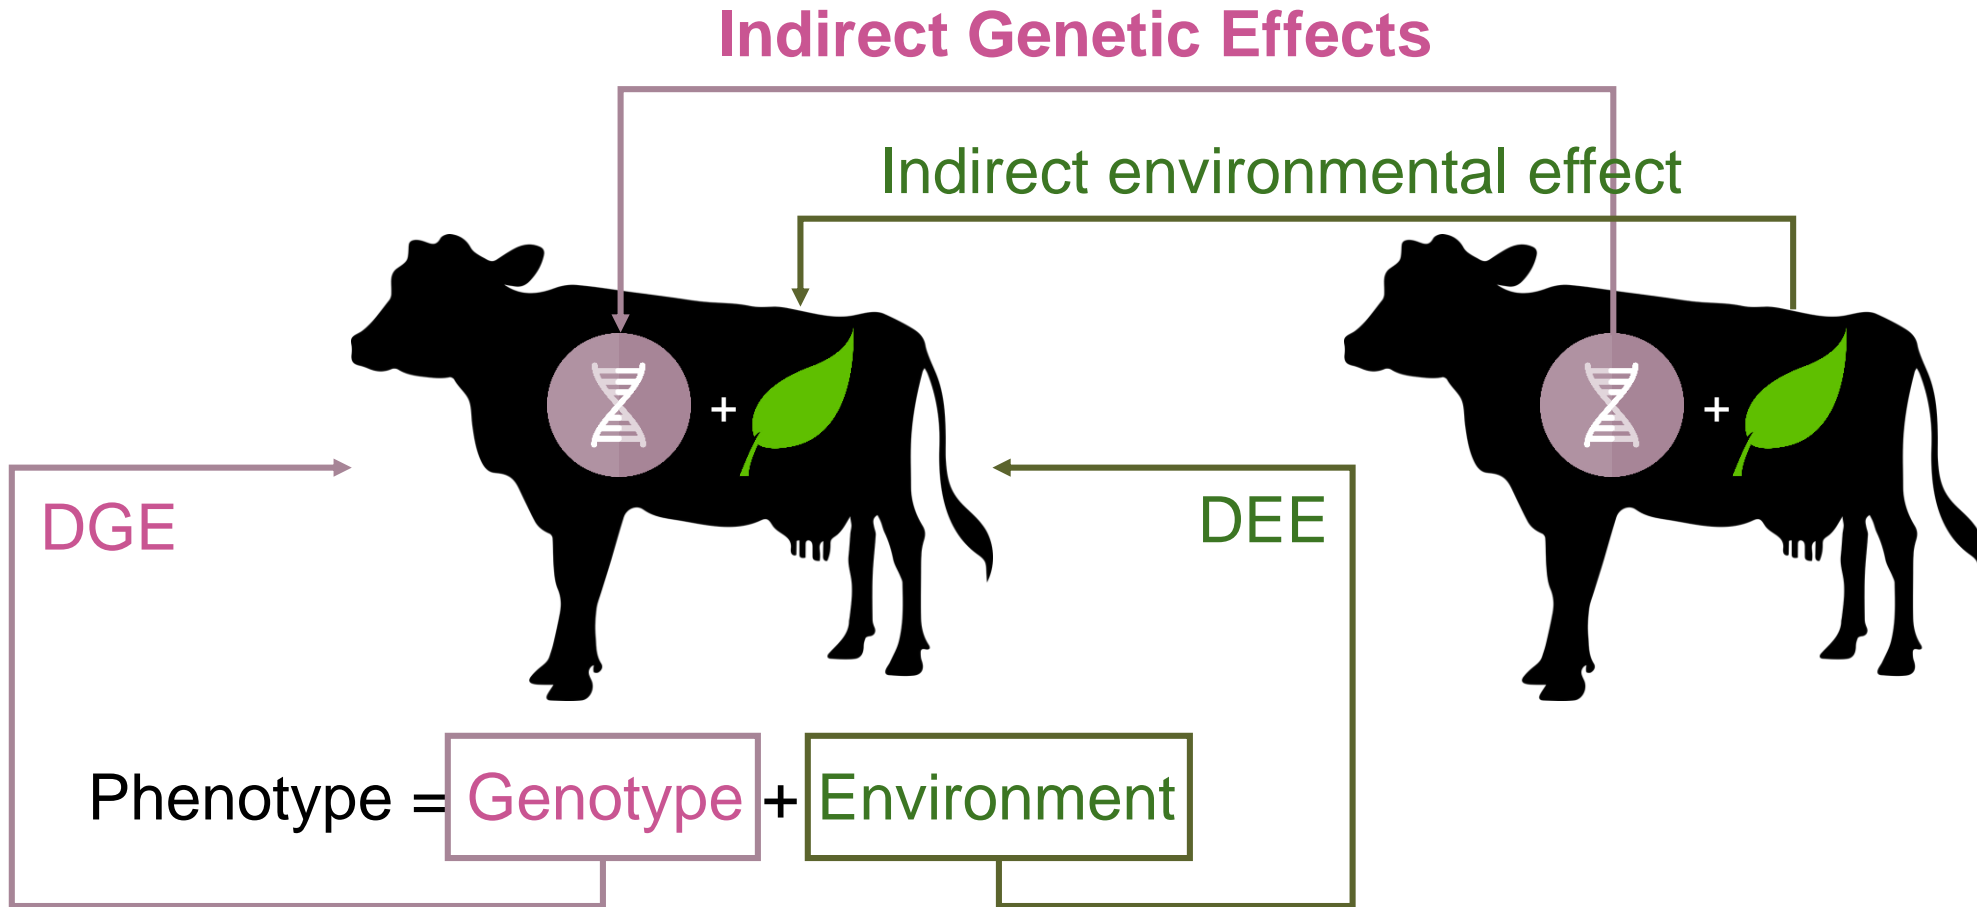 Indirect Genetic Effects
Indirect environmental effect
+
+
DGE
DEE
Phenotype = Genotype + Environment